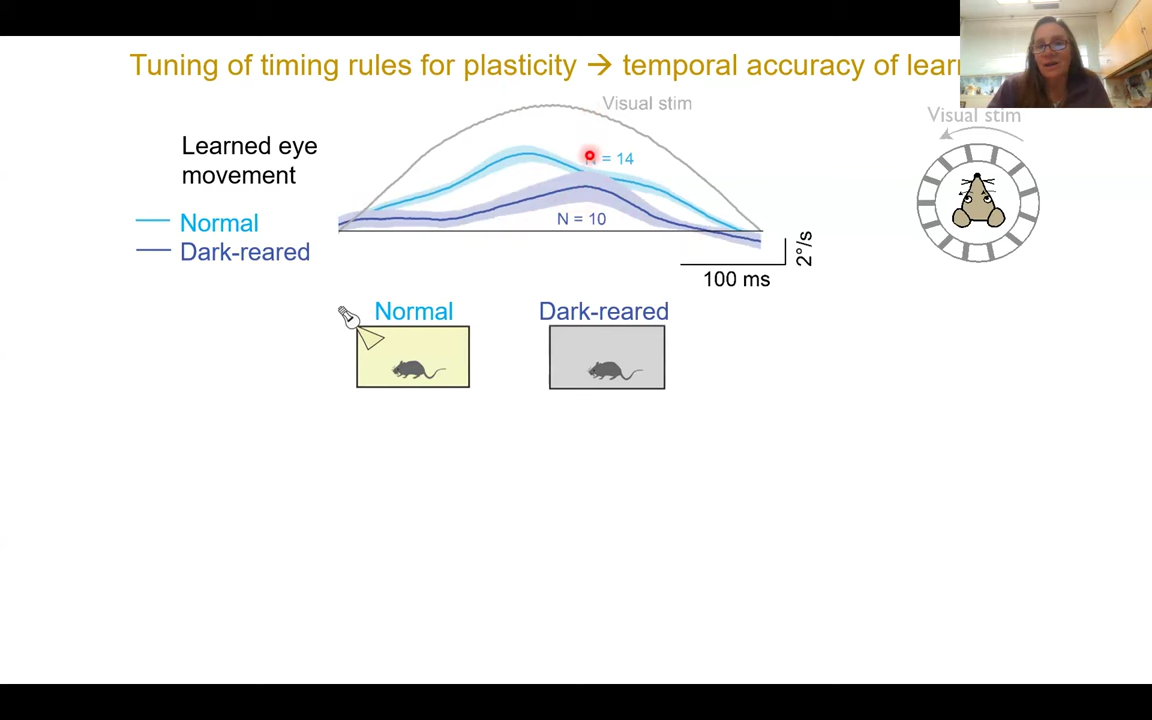 Tuning of timing rules for plasticity → temporal accuracy of
Visual stim
Learned eye
movement
= 14
Normal
Dark-reared
N = 10
2°/s
100 ms
Visual stim
Normal
Dark-reared